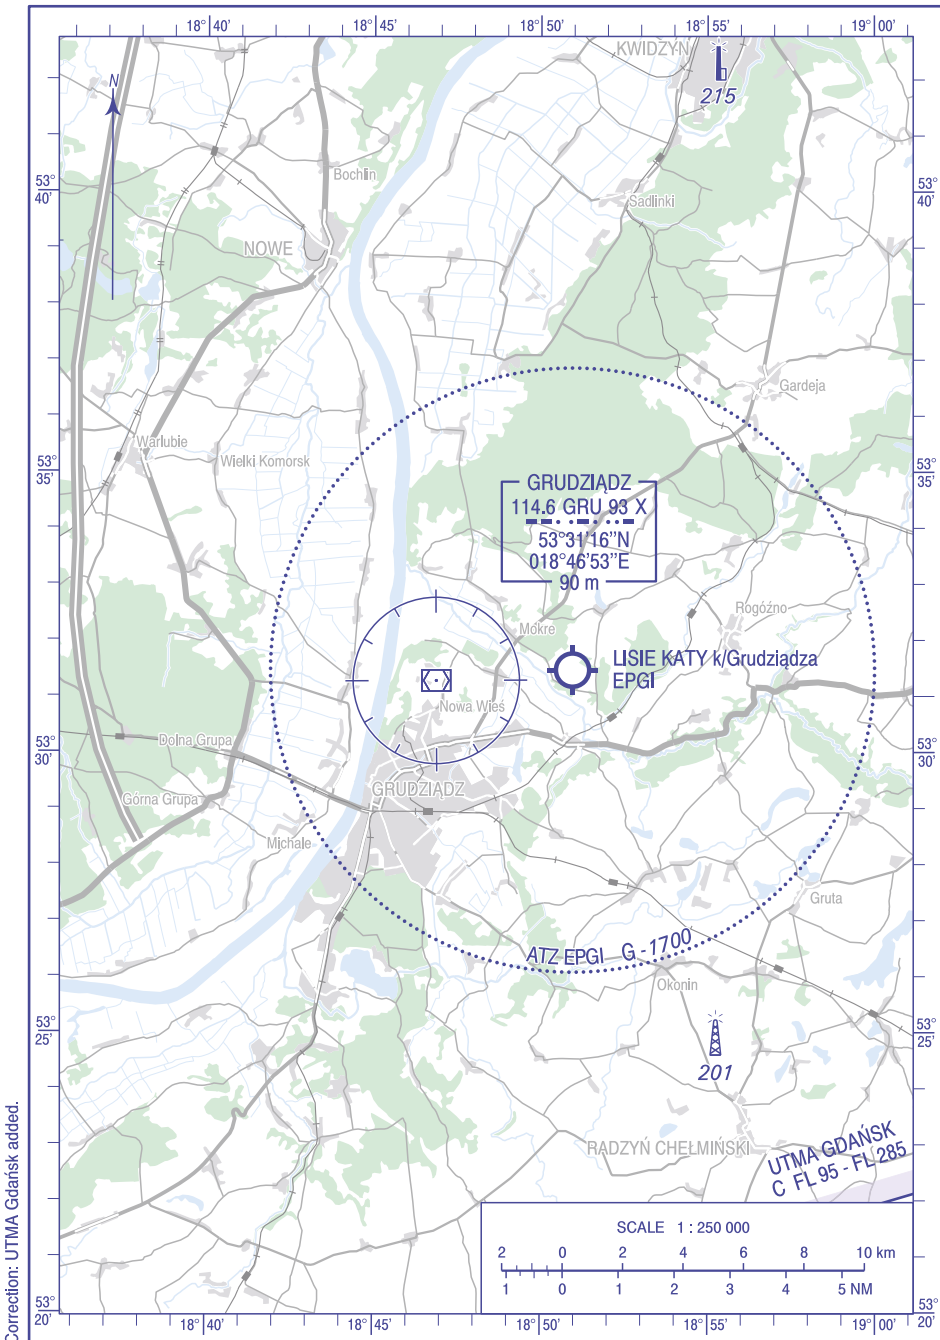 18° 40’ 18° 45’ 18° 50’ 18° 55’ 19° 00’
KWIDZYN
215
N
Bochlin
53°
40’
53°
40’
Sadlinki
NOWE
Gardeja
Warlubie
Wielki Komorsk
53°
35’
53°
35’
GRUDZIĄDZ
114.6 GRU 93 X
53°31’16’’N
018°46’53’’E
90 m
Rogóźno
Mokre
LISIE KATY k/Grudziądza
EPGI
Nowa Wieś
Dolna Grupa
53°
30’
53°
30’
GRUDZIĄDZ
Górna Grupa
Michale
Gruta
ATZ EPGI G - 1700
Okonin
53°
25’
53°
25’
201
RADZYŃ CHEŁMIŃSKI
UTMA GDAŃSK
C FL 95 - FL 285
SCALE 1 : 250 000
2 0 2 4 6 8 10 km
1 0 1 2 3 4 5 NM
53°
20’
53°
20’
18° 40’ 18° 45’ 18° 50’ 18° 55’ 19° 00’
Correction: UTMA Gdańsk added.